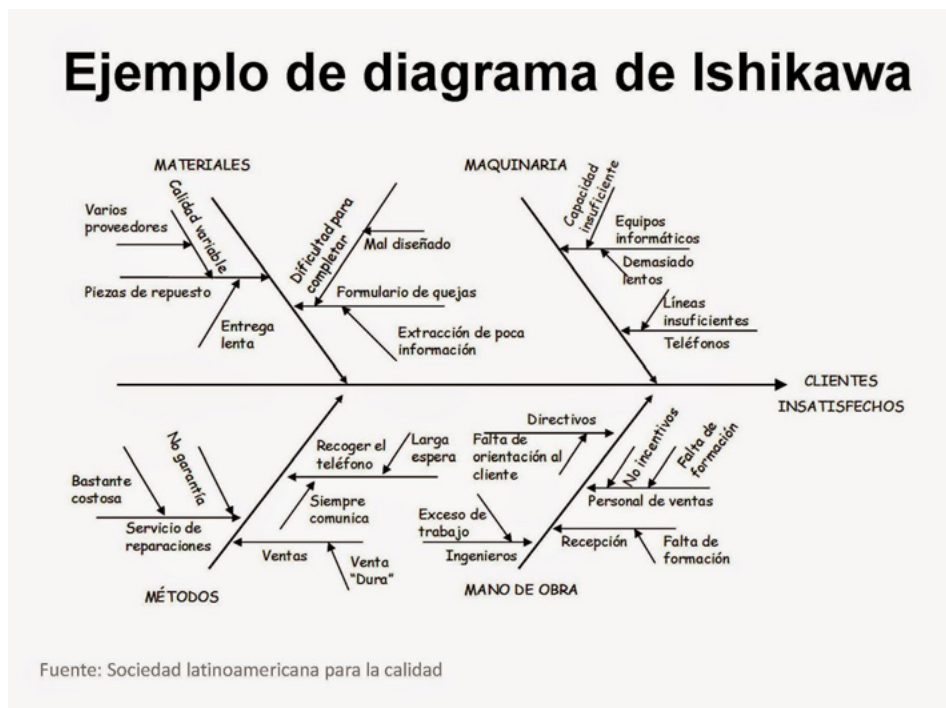 Ejemplo de diagrama de Ishikawa
MATERIALES
Varios
proveedores
Calidad variable
Piezas de repuesto
Entrega
lenta
Dificultad para
completar
Mal diseñado
Formulario de quejas
Extracción de poca
información
MAQUINARIA
Capacidad
insuficiente
Equipos
informáticos
Demasiado
lentos
Líneas
insuficientes
Teléfonos
CLIENTES
INSATISFECHOS
Bastante
costosa
No garantía
Servicio de
reparaciones
Recoger el
teléfono
Larga
espera
Siempre
comunica
Ventas
Venta
"Dura"
MÉTODOS
Directivos
Falta de
orientación al
cliente
No incentivos
Falta de
formación
Personal de ventas
Exceso de
trabajo
Ingenieros
Recepción
Falta de
formación
MANO DE OBRA
Fuente: Sociedad latinoamericana para la calidad